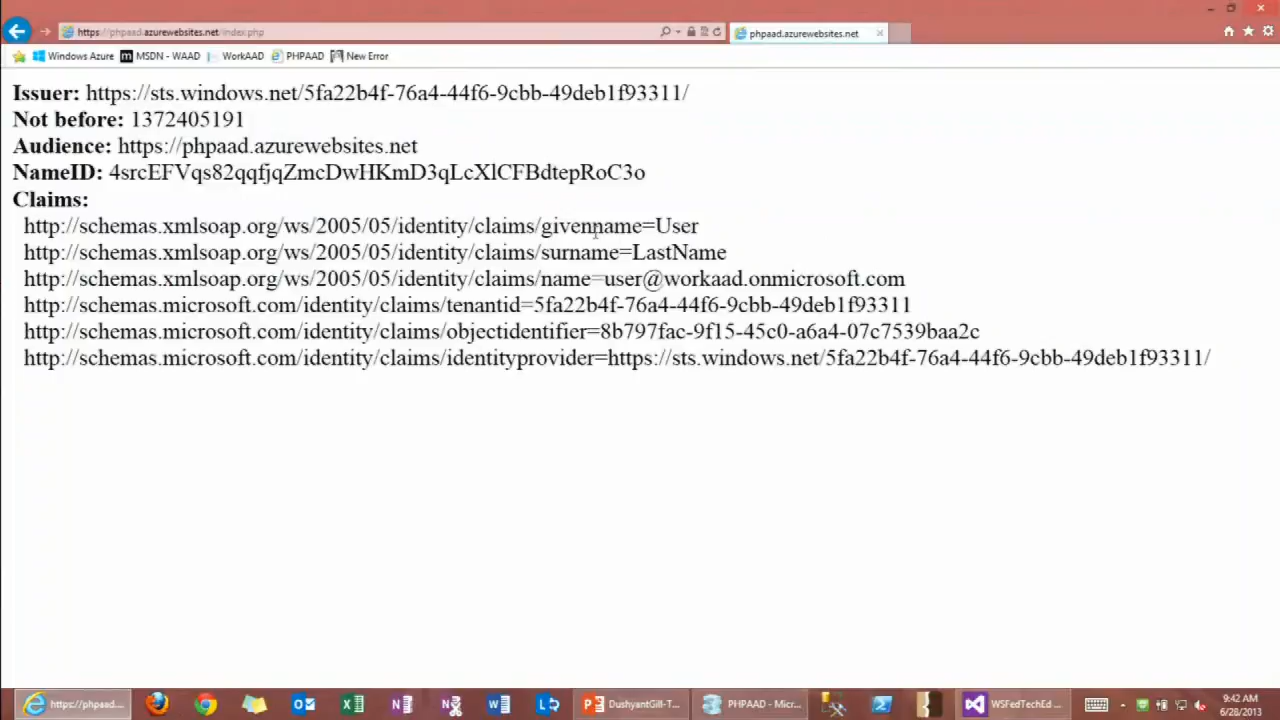 https://phpaad.azurewebsites.net/index.php
phpaad.azurewebsites.net
Windows Azure
MSDN - WAAD
WorkAAD
PHPAAD
New Error
Issuer: https://sts.windows.net/5fa22b4f-76a4-44f6-9cbb-49deb1f93311/
Not before: 1372405191
Audience: https://phpaad.azurewebsites.net
NameID: 4srcEFVqs82qqfjqZmcDwHKmD3qLcXlCFBdtepRoC3o
Claims:
http://schemas.xmlsoap.org/ws/2005/05/identity/claims/givenname=User
http://schemas.xmlsoap.org/ws/2005/05/identity/claims/surname=LastName
http://schemas.xmlsoap.org/ws/2005/05/identity/claims/name=user@workaad.onmicrosoft.com
http://schemas.microsoft.com/identity/claims/tenantid=5fa22b4f-76a4-44f6-9cbb-49deb1f93311
http://schemas.microsoft.com/identity/claims/objectidentifier=8b797fac-9f15-45c0-a6a4-07c7539baa2c
http://schemas.microsoft.com/identity/claims/identityprovider=https://sts.windows.net/5fa22b4f-76a4-44f6-9cbb-49deb1f93311/
https://phpaad...
DushyantGill-T...
PHPAAD - Micr...
WSFedTechEd ...
9:42 AM
6/28/2013